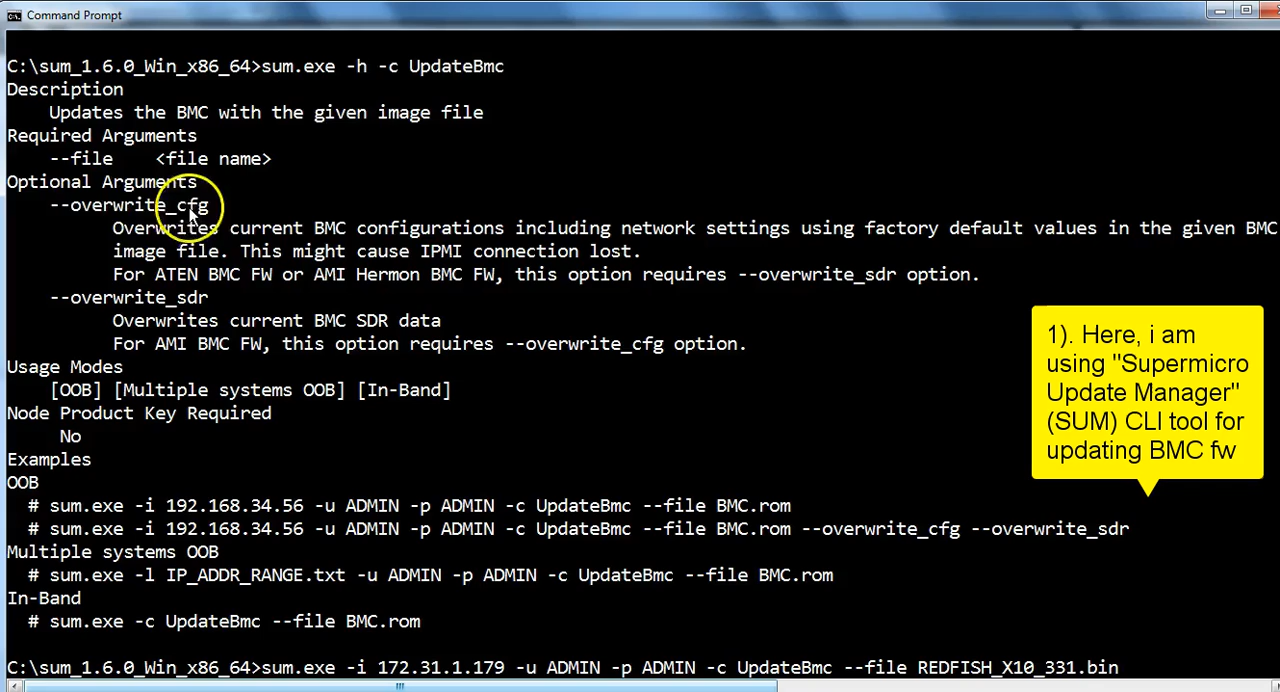 Command Prompt
C:\sum_1.6.0_Win_x86_64>sum.exe -h -c UpdateBmc
Description
Updates the BMC with the given image file
Required Arguments
--file <file name>
Optional Arguments
--overwrite_cfg
Overwrites current BMC configurations including network settings using factory default values in the given BMC
image file. This might cause IPMI connection lost.
For ATEN BMC FW or AMI Hermon BMC FW, this option requires --overwrite_sdr option.
--overwrite_sdr
Overwrites current BMC SDR data
For AMI BMC FW, this option requires --overwrite_cfg option.
Usage Modes
[OOB] [Multiple systems OOB] [In-Band]
Node Product Key Required
No
Examples
OOB
# sum.exe -i 192.168.34.56 -u ADMIN -p ADMIN -c UpdateBmc --file BMC.rom
# sum.exe -i 192.168.34.56 -u ADMIN -p ADMIN -c UpdateBmc --file BMC.rom --overwrite_cfg --overwrite_sdr
Multiple systems OOB
# sum.exe -l IP_ADDR_RANGE.txt -u ADMIN -p ADMIN -c UpdateBmc --file BMC.rom
In-Band
# sum.exe -c UpdateBmc --file BMC.rom
C:\sum_1.6.0_Win_x86_64>sum.exe -i 172.31.1.179 -u ADMIN -p ADMIN -c UpdateBmc --file REDFISH_X10_331.bin
1). Here, i am
using "Supermicro
Update Manager"
(SUM) CLI tool for
updating BMC fw